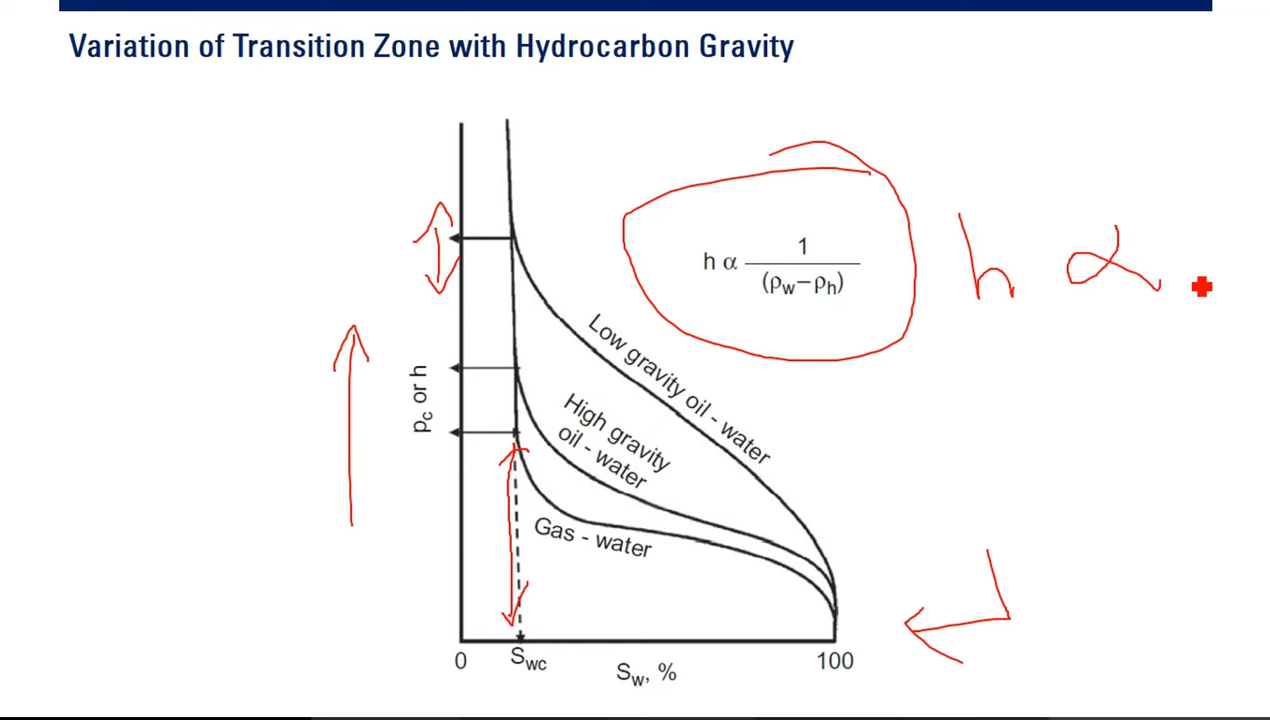 Variation of Transition Zone with Hydrocarbon Gravity
h α 1 / (ρw–ρh)
h α
Low gravity oil - water
pc or h
High gravity
oil - water
Gas - water
0
Swc
Sw, %
100